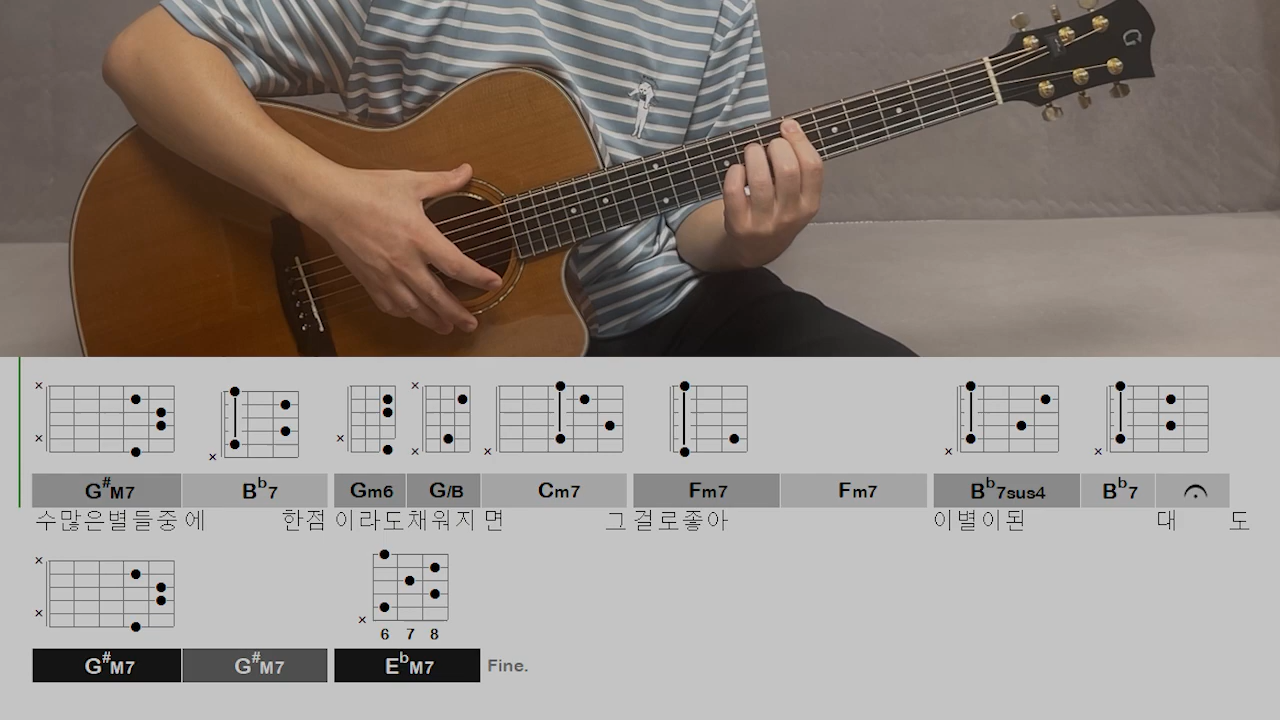 G
G#M7 Bb7 Gm6 G/B Cm7 Fm7 Fm7 Bb7sus4 Bb7
수많은별들중에 한점 이라도채워지면 그 걸로좋아 이별이된 대 도
6 7 8
G#M7 G#M7 EbM7 Fine.